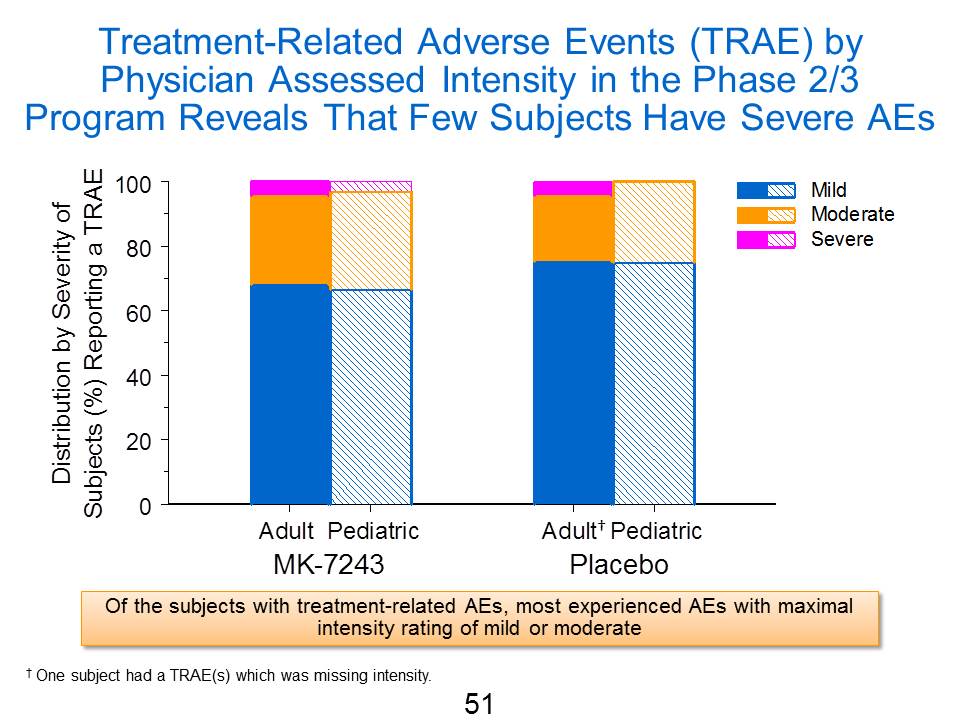 Treatment-Related Adverse Events (TRAE) by
Physician Assessed Intensity in the Phase 2/3
Program Reveals That Few Subjects Have Severe AEs
Distribution by Severity of
Subjects (%) Reporting a TRAE
100
80
60
40
20
0
Mild
Moderate
Severe
Adult Pediatric
MK-7243
Adult† Pediatric
Placebo
Of the subjects with treatment-related AEs, most experienced AEs with maximal
intensity rating of mild or moderate
† One subject had a TRAE(s) which was missing intensity.
51